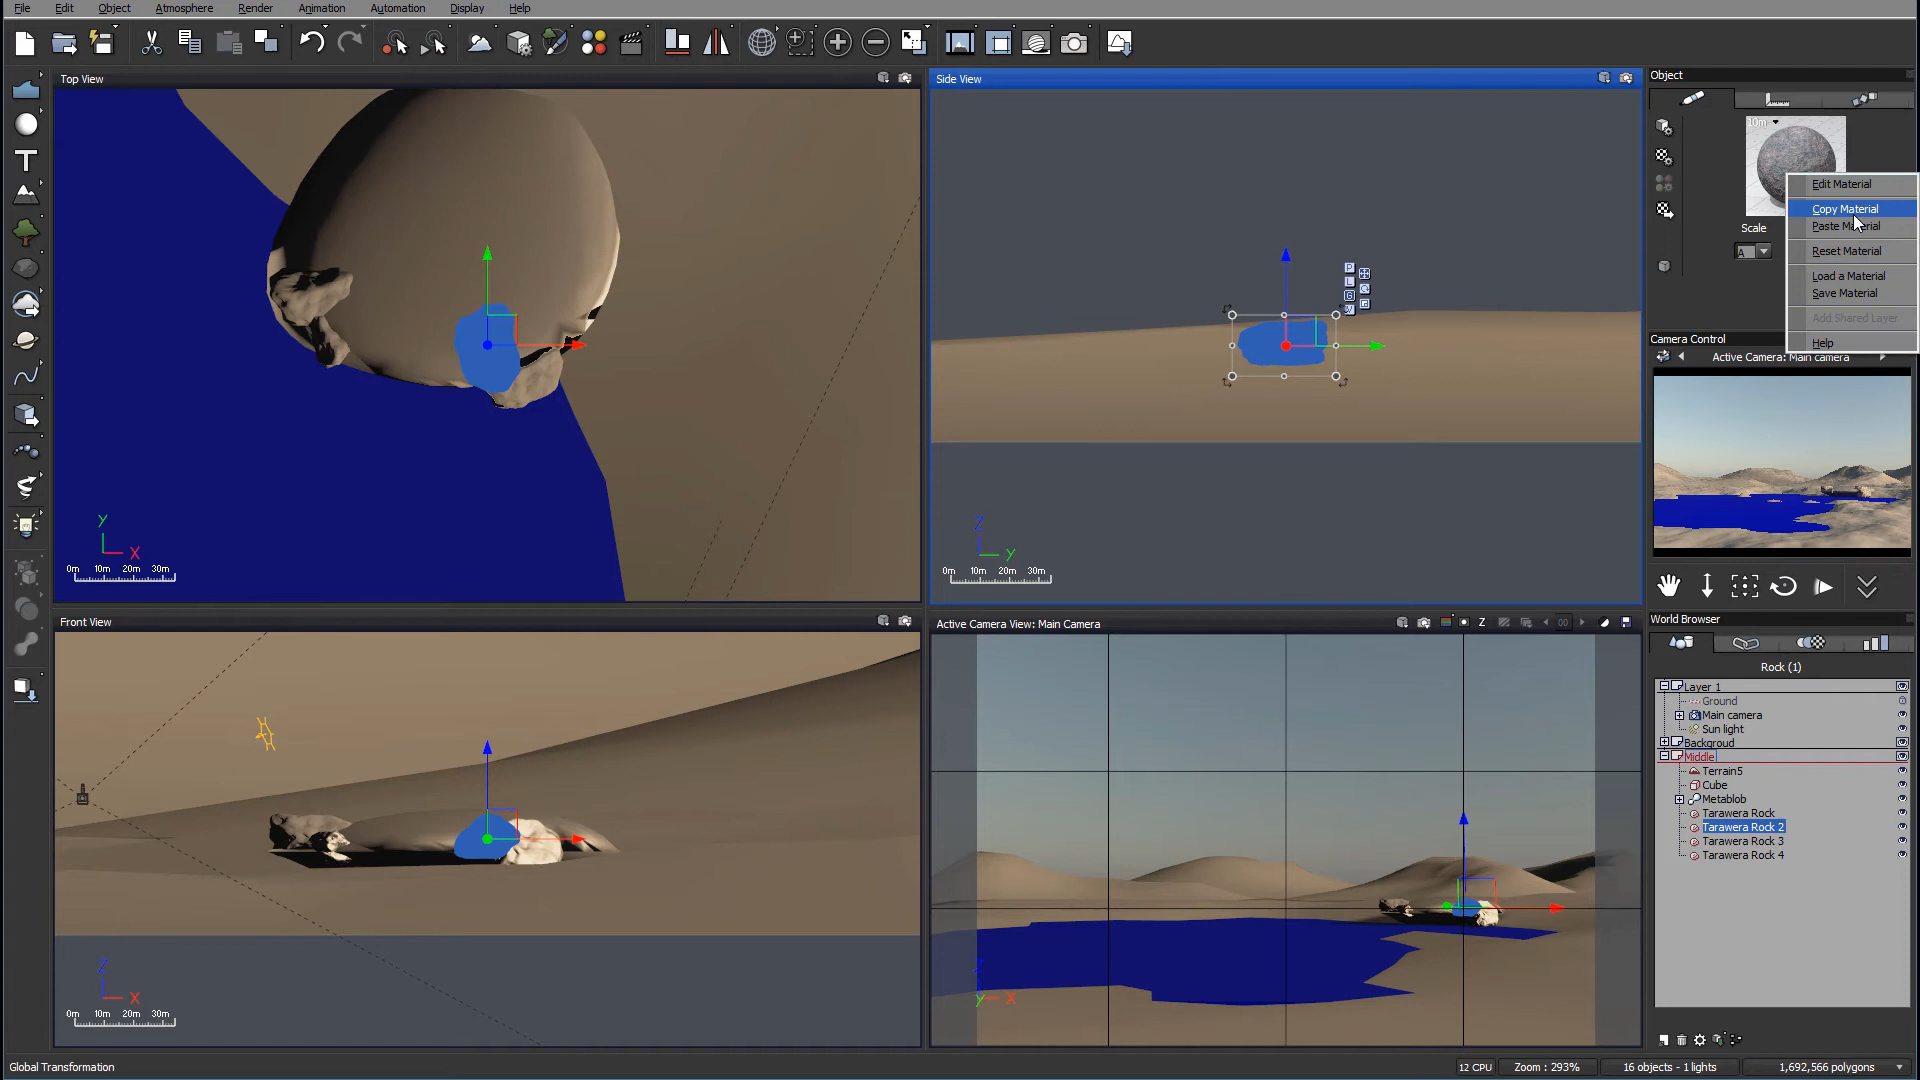 File Edit Object Atmosphere Render Animation Automation Display Help
Top View
Side View
Object
10m
Edit Material
Copy Material
Paste Material
Scale
A
Reset Material
Load a Material
Save Material
Add Shared Layer
Help
Camera Control
Active Camera: Main camera
Y
X
0m 10m 20m 30m
Z
Y
0m 10m 20m 30m
Front View
Active Camera View: Main Camera
Z
00
World Browser
Rock (1)
Layer 1
Ground
Main camera
Sun light
Backgroud
Middle
Terrain5
Cube
Metablob
Tarawera Rock
Tarawera Rock 2
Tarawera Rock 3
Tarawera Rock 4
Z
X
0m 10m 20m 30m
Z
Y X
Global Transformation
12 CPU
Zoom : 293%
16 objects - 1 lights
1,692,566 polygons